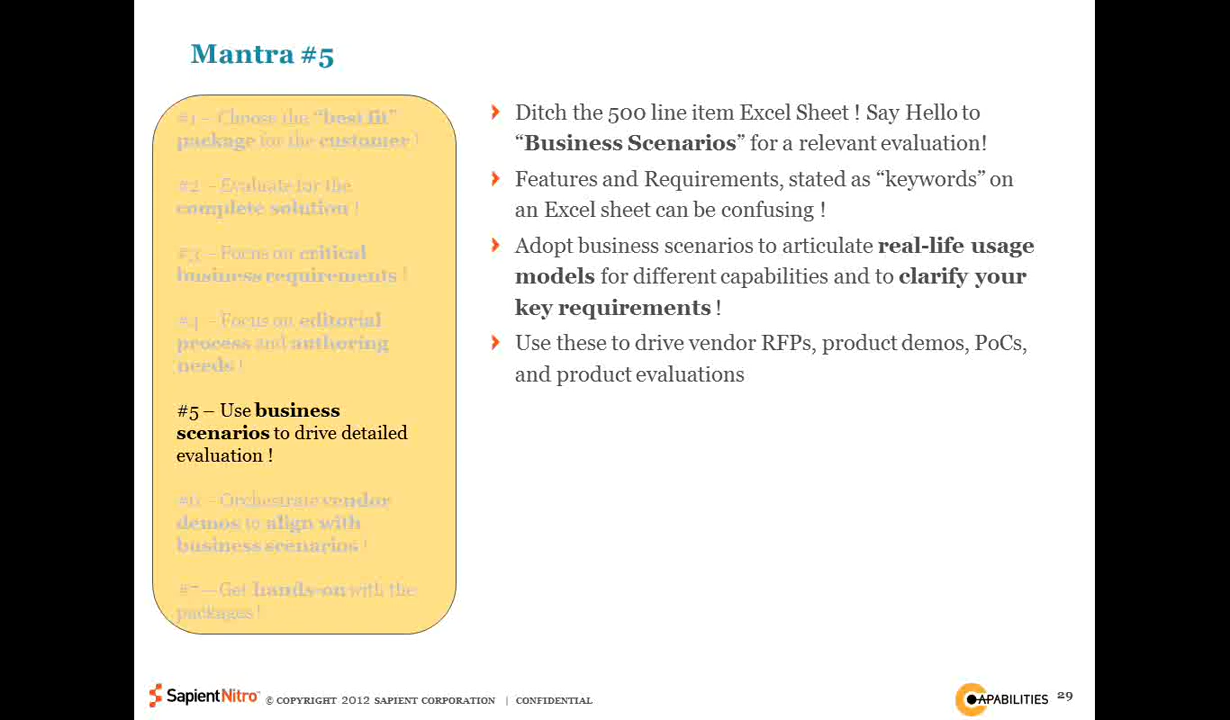 Mantra #5
#1 – Choose the "best fit"
package for the customer !
#2 – Evaluate for the
complete solution !
#3 – Focus on critical
business requirements !
#4 – Focus on editorial
process and authoring
needs !
#5 – Use business
scenarios to drive detailed
evaluation !
#6 – Orchestrate vendor
demos to align with
business scenarios !
#7 – Get hands-on with the
packages !
Ditch the 500 line item Excel Sheet ! Say Hello to
“Business Scenarios” for a relevant evaluation!
Features and Requirements, stated as “keywords” on
an Excel sheet can be confusing !
Adopt business scenarios to articulate real-life usage
models for different capabilities and to clarify your
key requirements !
Use these to drive vendor RFPs, product demos, PoCs,
and product evaluations
SapientNitro © COPYRIGHT 2012 SAPIENT CORPORATION | CONFIDENTIAL
CAPABILITIES 29